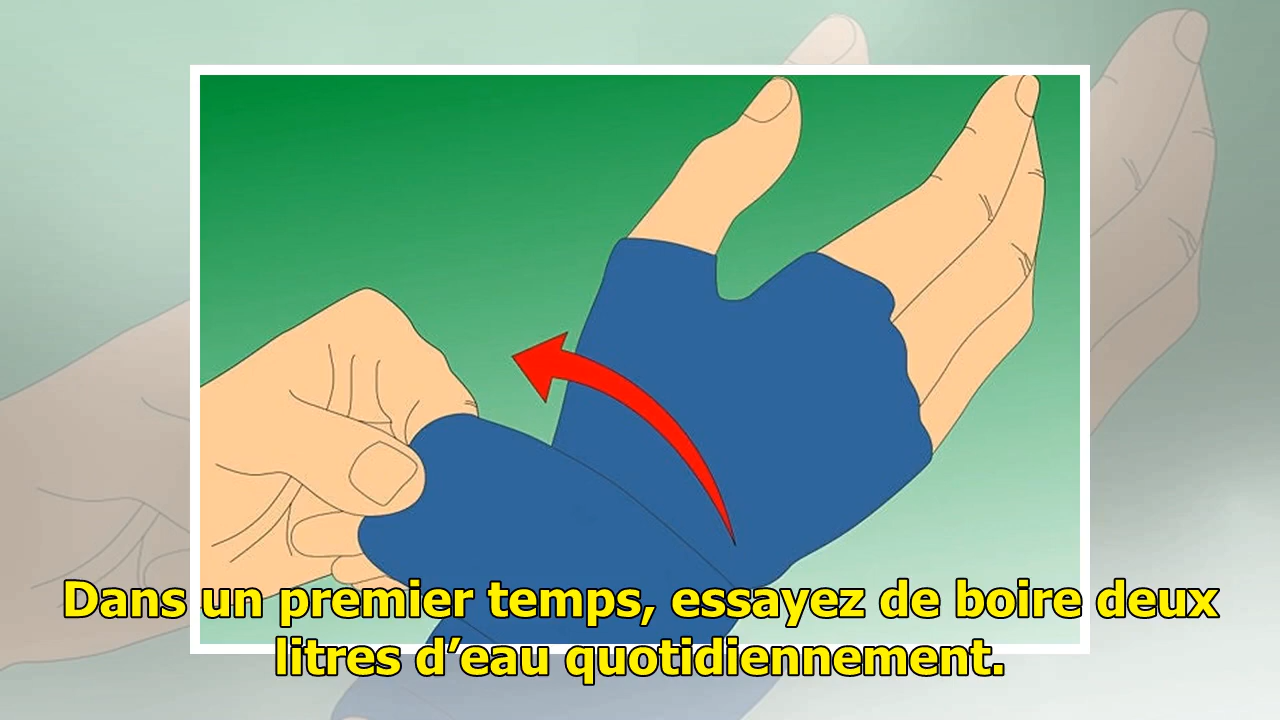 Dans un premier temps, essayez de boire deux
litres d’eau quotidiennement.